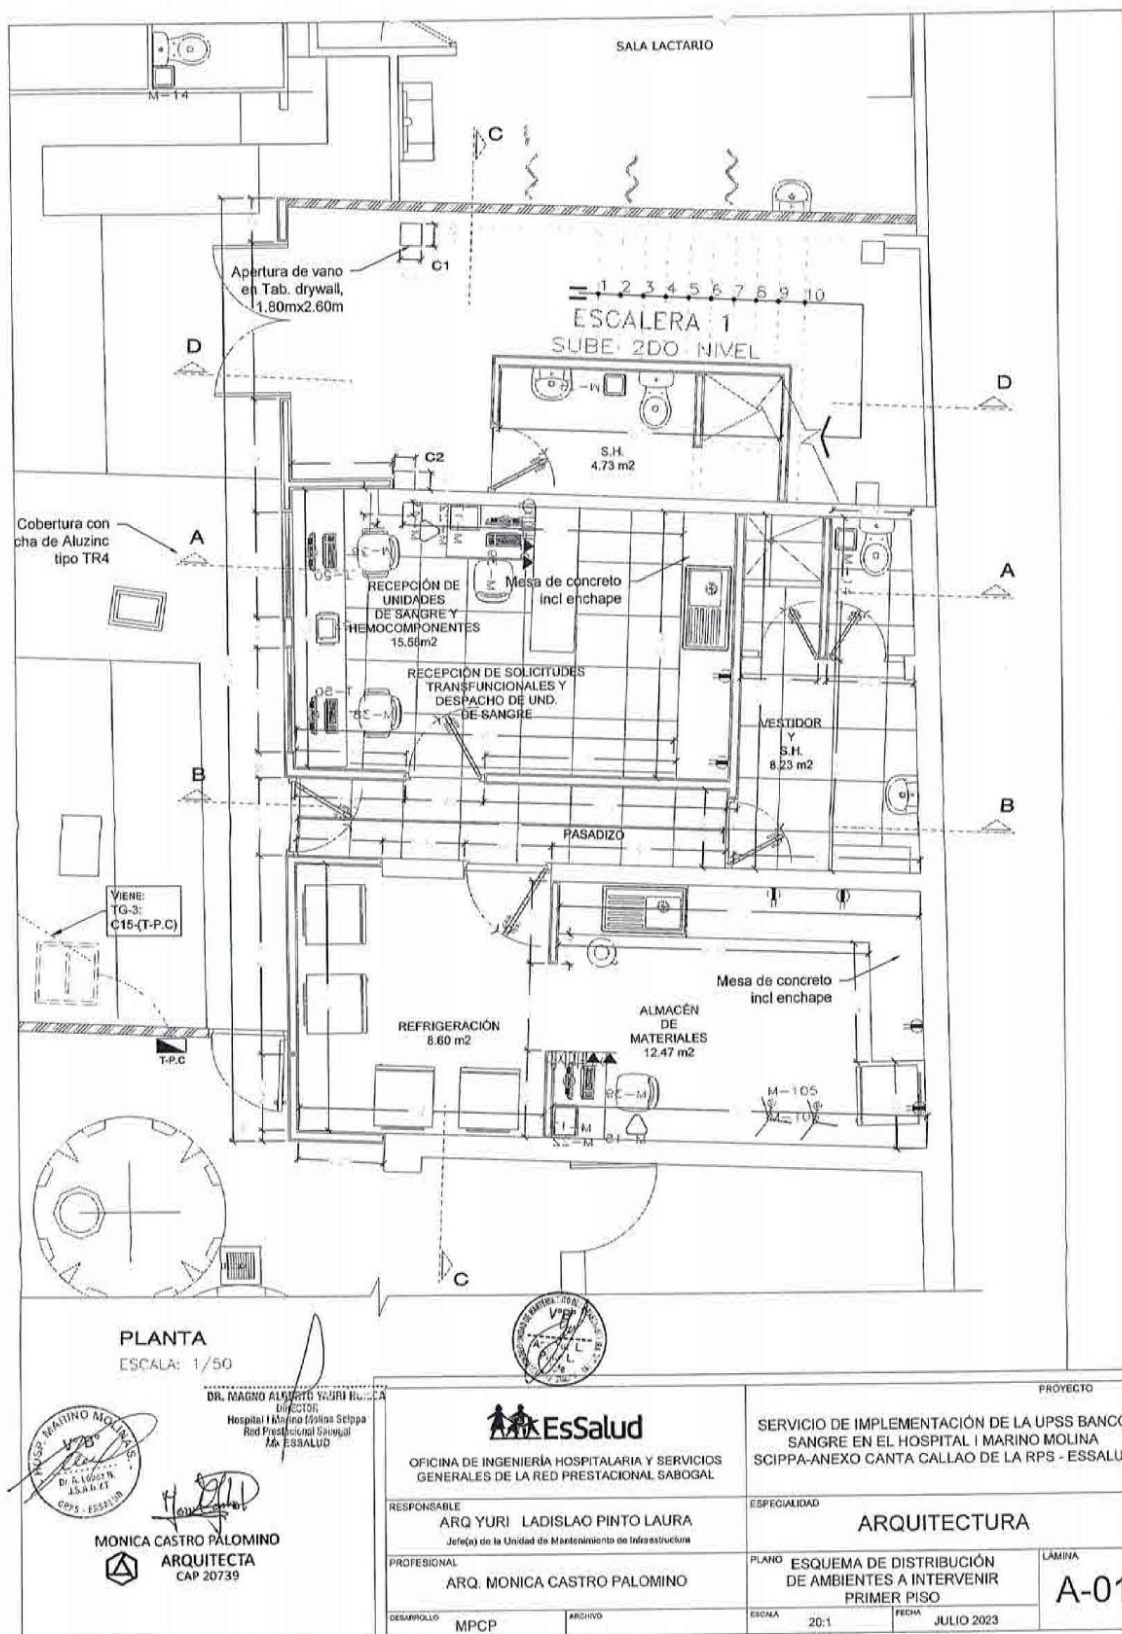 SALA LACTARIO
M-14
C
Apertura de vano
en Tab. drywall,
1.80mx2.60m
C1
1 2 3 4 5 6 7 8 9 10
ESCALERA 1
SUBE 2DO NIVEL
D
D
S.H.
4.73 m2
C2
Cobertura con
cha de Aluzinc
tipo TR4
A
A
RECEPCIÓN DE
UNIDADES
DE SANGRE Y
HEMOCOMPONENTES
15.58m2
Mesa de concreto
incl enchape
RECEPCIÓN DE SOLICITUDES
TRANSFUNCIONALES Y
DESPACHO DE UND.
DE SANGRE
VESTIDOR
Y
S.H.
8.23 m2
B
B
PASADIZO
VIENE:
TG-3:
C15-(T-P.C)
T-P.C
REFRIGERACIÓN
8.60 m2
ALMACÉN
DE
MATERIALES
12.47 m2
Mesa de concreto
incl enchape
M-105
C
PLANTA
ESCALA: 1/50
DIRECTOR
Hospital I Marino Molina Scippa
Red Prestacional Sabogal
ESSALUD
HOSP. MARINO MOLINA S.
V°B°
GPPS - ESSALUD
V°B°
MONICA CASTRO PALOMINO
ARQUITECTA
CAP 20739
EsSalud
OFICINA DE INGENIERÍA HOSPITALARIA Y SERVICIOS
GENERALES DE LA RED PRESTACIONAL SABOGAL
RESPONSABLE
ARQ YURI LADISLAO PINTO LAURA
Jefe(a) de la Unidad de Mantenimiento de Infraestructura
PROFESIONAL
ARQ. MONICA CASTRO PALOMINO
DESARROLLO
MPCP
ARCHIVO
PROYECTO
SERVICIO DE IMPLEMENTACIÓN DE LA UPSS BANCO
SANGRE EN EL HOSPITAL I MARINO MOLINA
SCIPPA-ANEXO CANTA CALLAO DE LA RPS - ESSALU
ESPECIALIDAD
ARQUITECTURA
PLANO ESQUEMA DE DISTRIBUCIÓN
DE AMBIENTES A INTERVENIR
PRIMER PISO
ESCALA
20:1
FECHA
JULIO 2023
LÁMINA
A-01